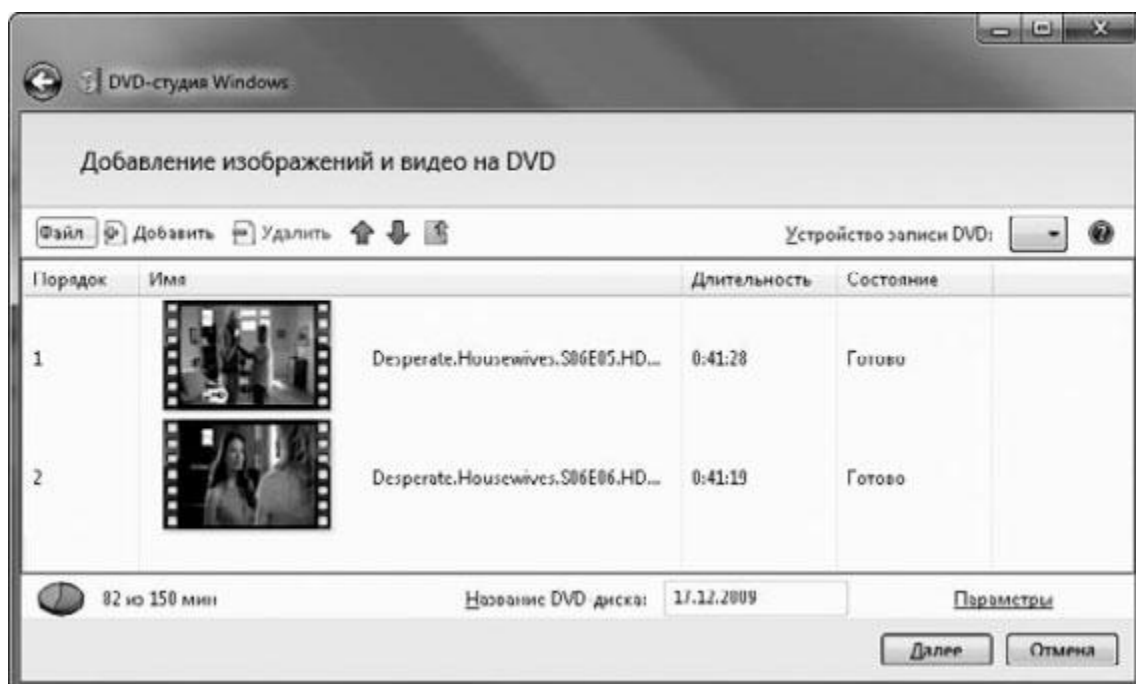 DVD-студия Windows
Добавление изображений и видео на DVD
Файл Добавить Удалить Устройство записи DVD:
Порядок Имя Длительность Состояние
1 Desperate.Housewives.S06E05.HD... 0:41:28 Готово
2 Desperate.Housewives.S06E06.HD... 0:41:19 Готово
82 из 150 мин Название DVD-диска: 17.12.2009 Параметры
Далее Отмена